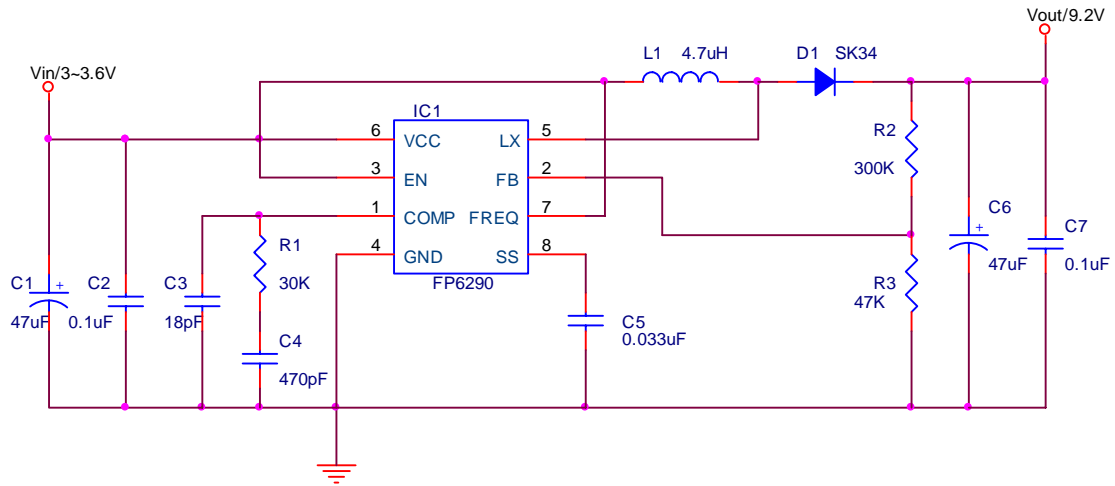 Vout/9.2V
Vin/3~3.6V
L1 4.7uH D1 SK34
IC1
6 VCC LX 5
3 EN FB 2
1 COMP FREQ 7
4 GND SS 8
FP6290
R2
300K
R1
30K
R3
47K
C1 +
47uF
C2
0.1uF
C3
18pF
C4
470pF
C5
0.033uF
C6
+
47uF
C7
0.1uF